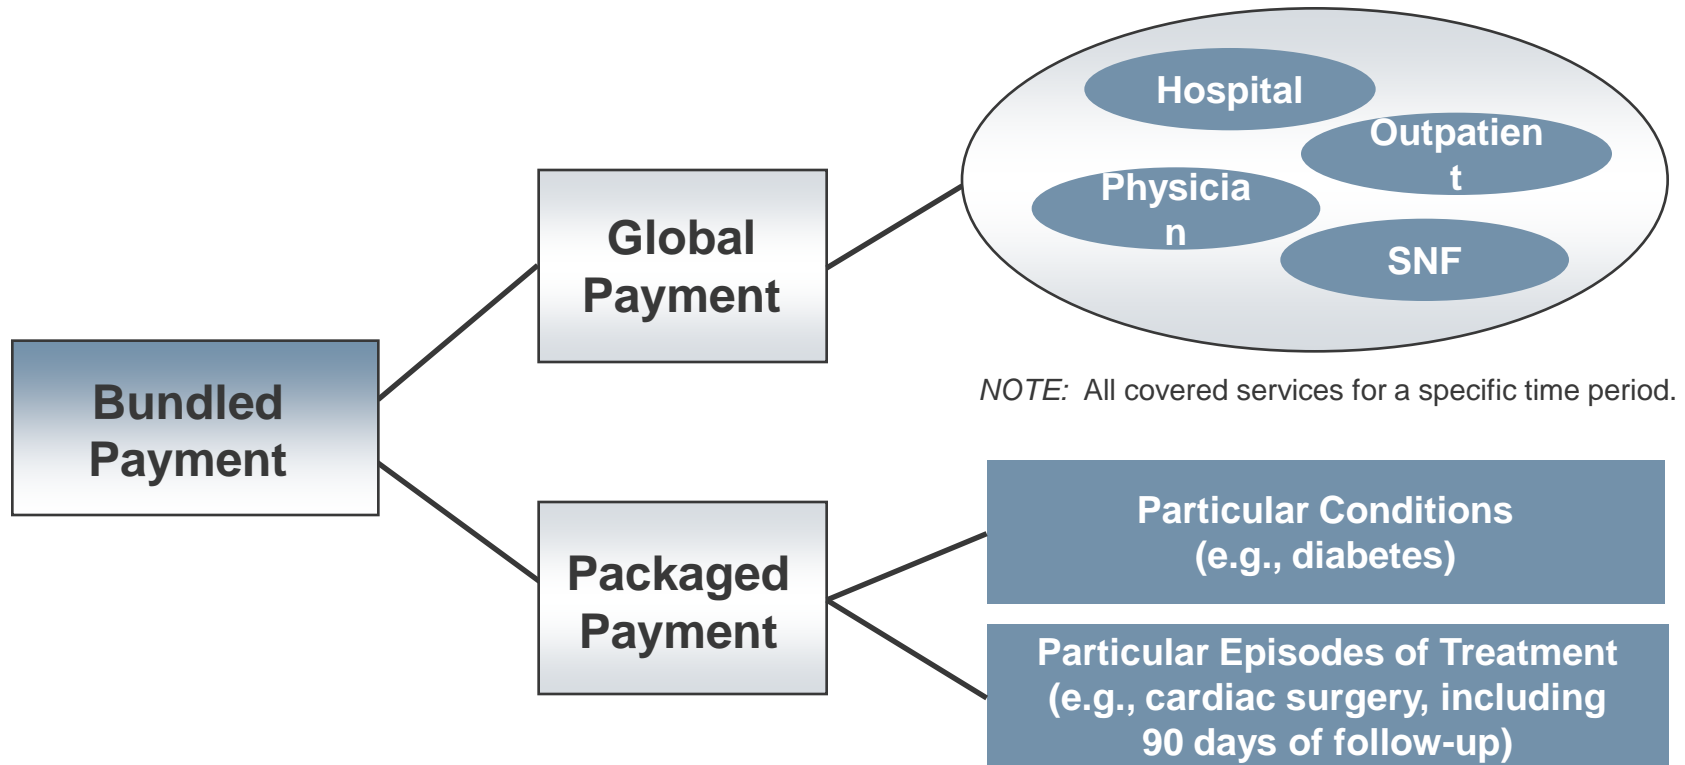 Bundled
Payment
Global
Payment
Hospital
Outpatien
t
Physicia
n
SNF
NOTE: All covered services for a specific time period.
Packaged
Payment
Particular Conditions
(e.g., diabetes)
Particular Episodes of Treatment
(e.g., cardiac surgery, including
90 days of follow-up)